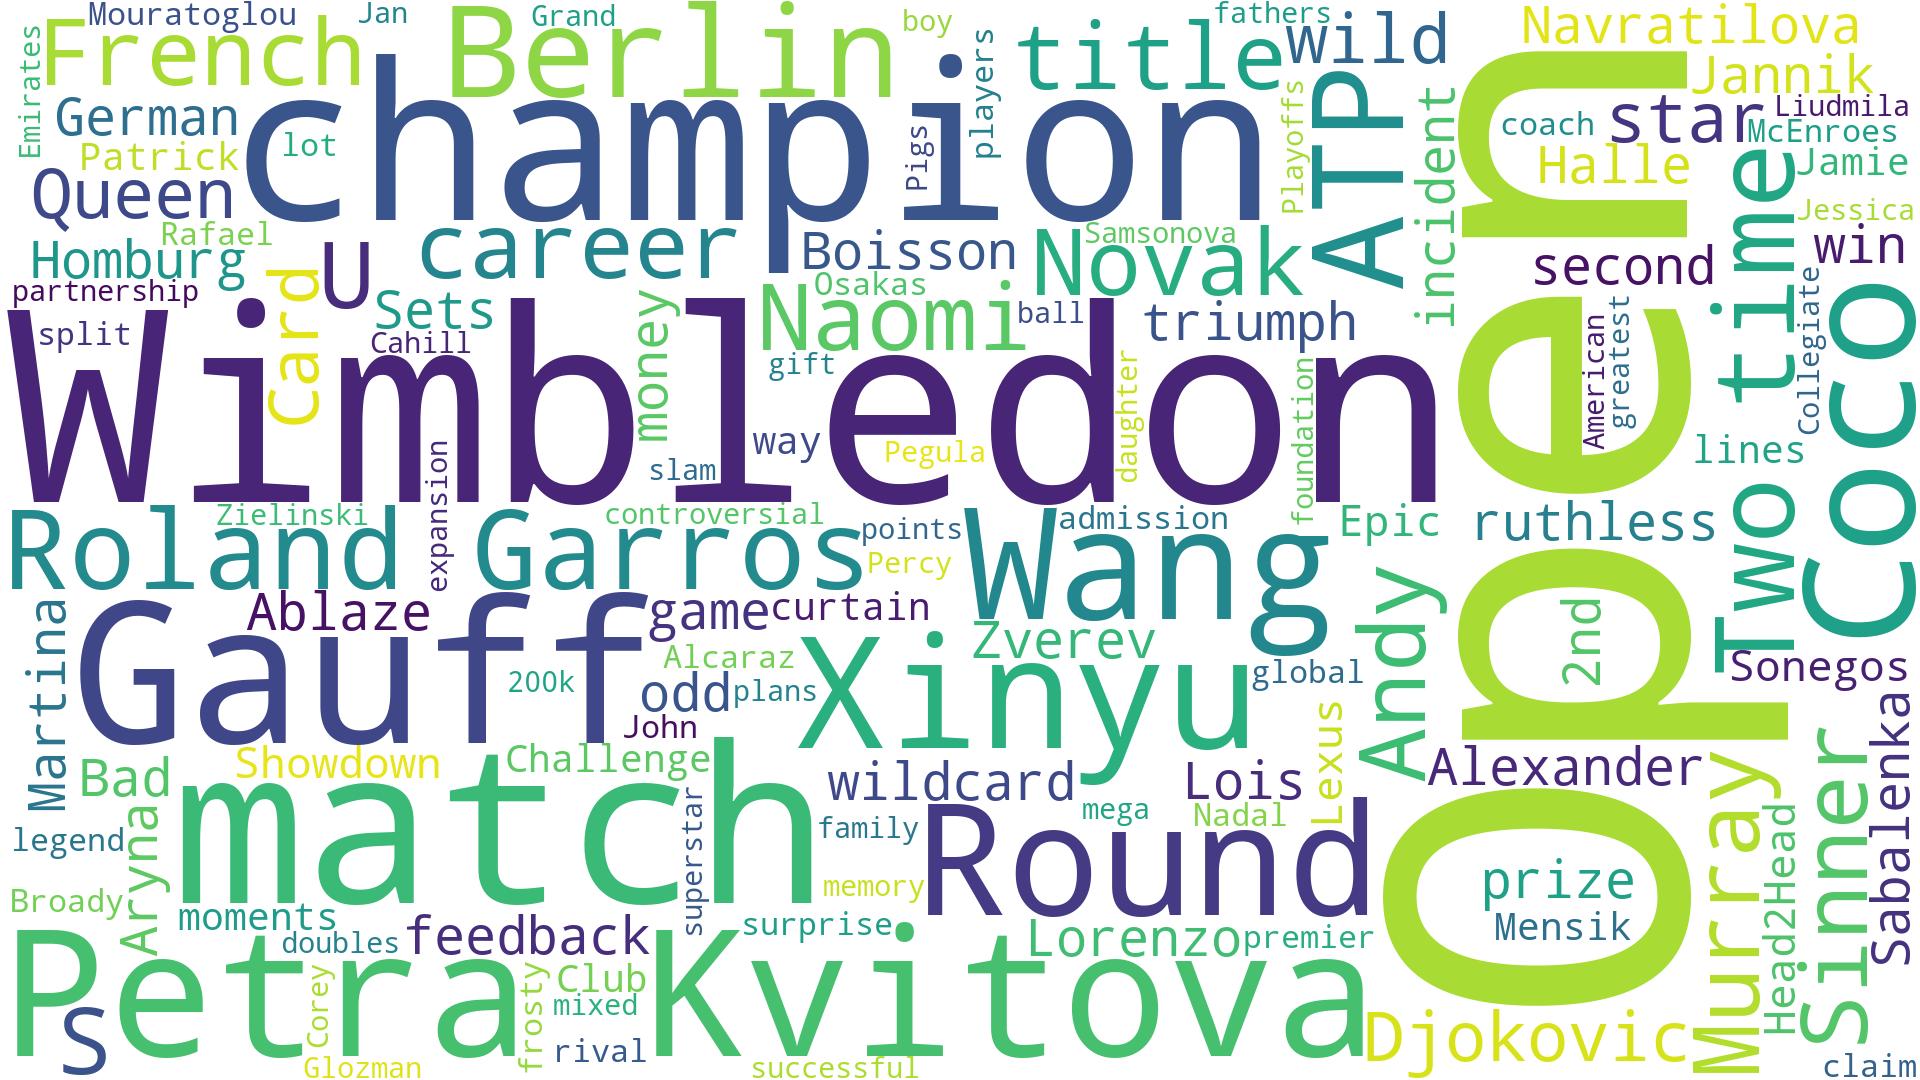 Mouratoglou
Jan
Grand
boy
fathers
Emirates
French
Berlin
players
title
wild
Navratilova
Jannik
German
champion
lot
Pigs
Playoffs
ATP
incident
coach
star
Liudmila
McEnroes
Patrick
Halle
Jamie
Queen
Rafael
career
Boisson
Samsonova
Novak
Jessica
Homburg
Card
U
Naomi
Osakas
second
win
partnership
Sets
money
ball
triumph
time
Collegiate
Coco
split
Cahill
gift
Wimbledon
American
greatest
Open
expansion
slam
way
Pegula
daughter
foundation
lines
Roland
Zielinski
Garros
controversial
points
Percy
Wang
admission
Epic
ruthless
Two
Martina
Ablaze
game
curtain
Zverev
Andy
2nd
Gauff
200k
Alcaraz
odd
plans
Xinyu
global
Sonegos
John
Lexus
Sabalenka
Bad
Showdown
Challenge
wildcard
Lois
Alexander
Murray
Sinner
legend
Aryna
match
superstar
family
mega
Nadal
Round
Head2Head
Broady
memory
prize
moments
doubles
feedback
surprise
Lorenzo
premier
Mensik
Petra
Corey
frosty
Club
mixed
Kvitova
S
Glozman
rival
successful
Djokovic
claim